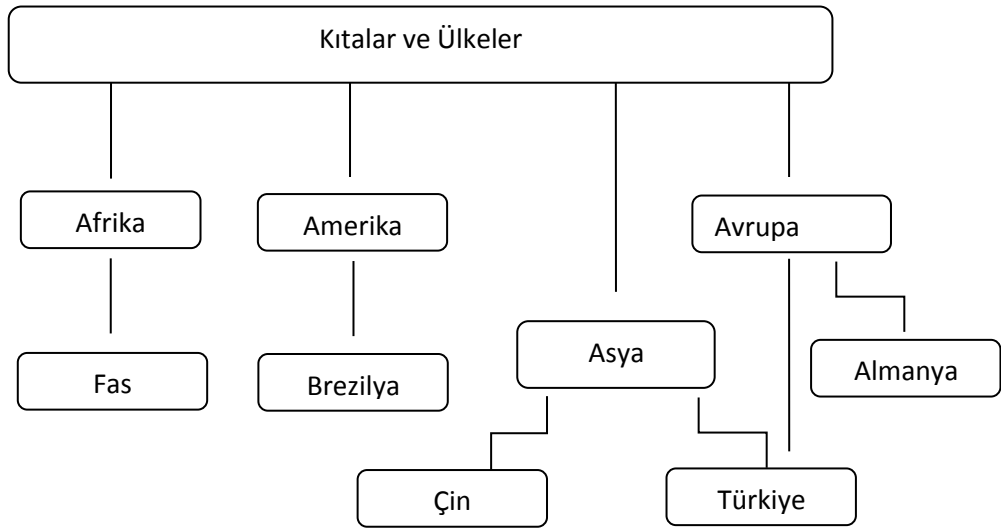 Kıtalar ve Ülkeler
Afrika
Amerika
Avrupa
Asya
Almanya
Fas
Brezilya
Çin
Türkiye